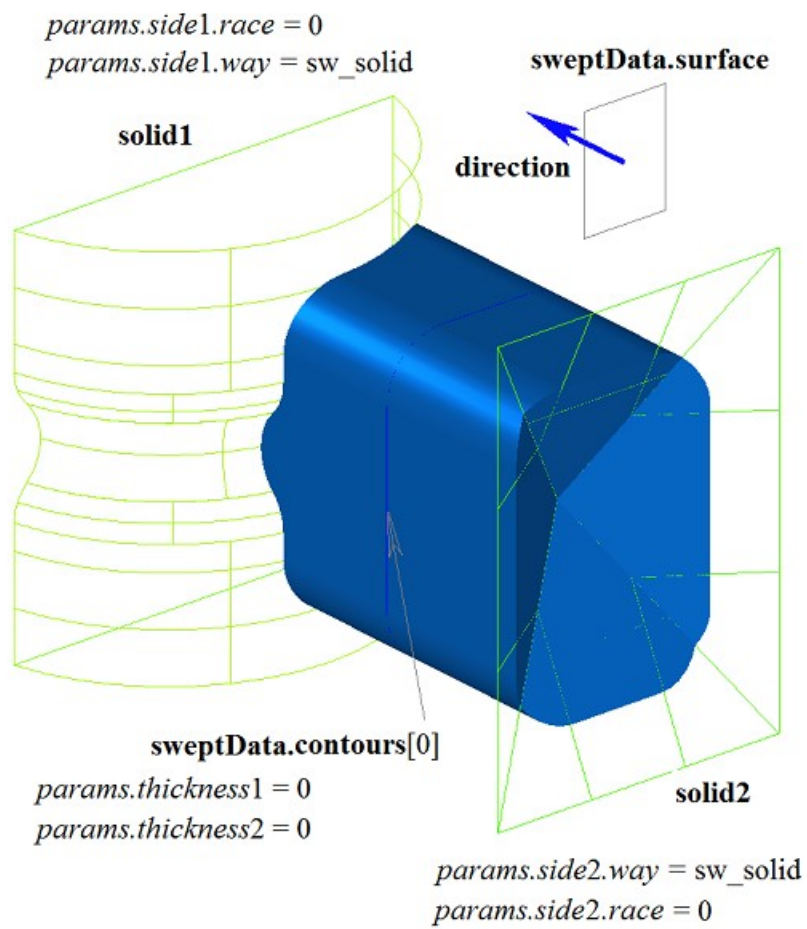 params.side1.race = 0
params.side1.way = sw_solid
sweptData.surface
solid1
direction
sweptData.contours[0]
params.thickness1 = 0
params.thickness2 = 0
solid2
params.side2.way = sw_solid
params.side2.race = 0